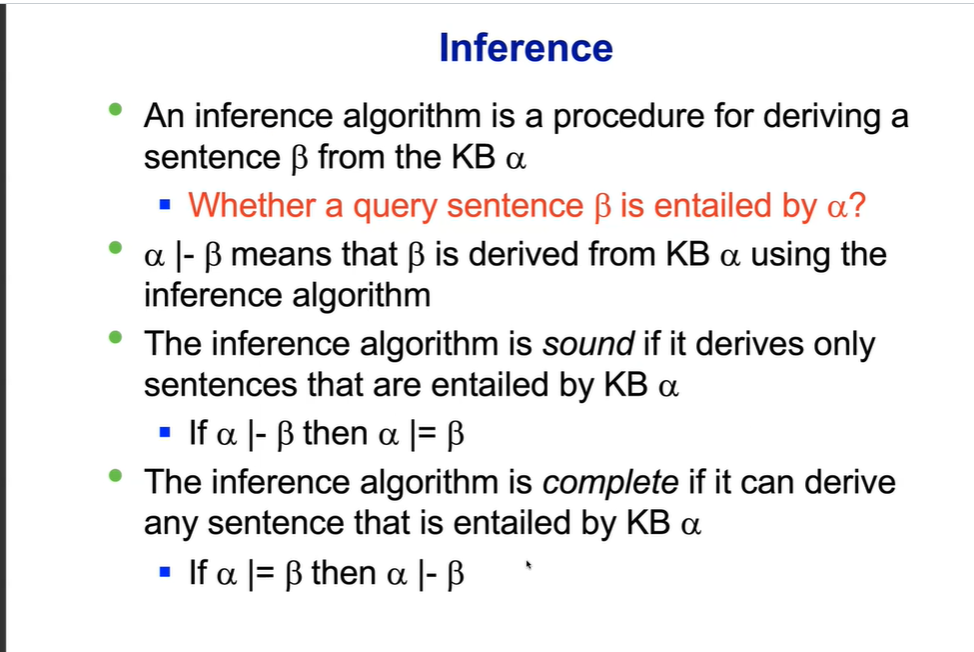 Inference
• An inference algorithm is a procedure for deriving a
sentence β from the KB α
▪ Whether a query sentence β is entailed by α?
• α |- β means that β is derived from KB α using the
inference algorithm
• The inference algorithm is sound if it derives only
sentences that are entailed by KB α
▪ If α |- β then α |= β
• The inference algorithm is complete if it can derive
any sentence that is entailed by KB α
▪ If α |= β then α |- β